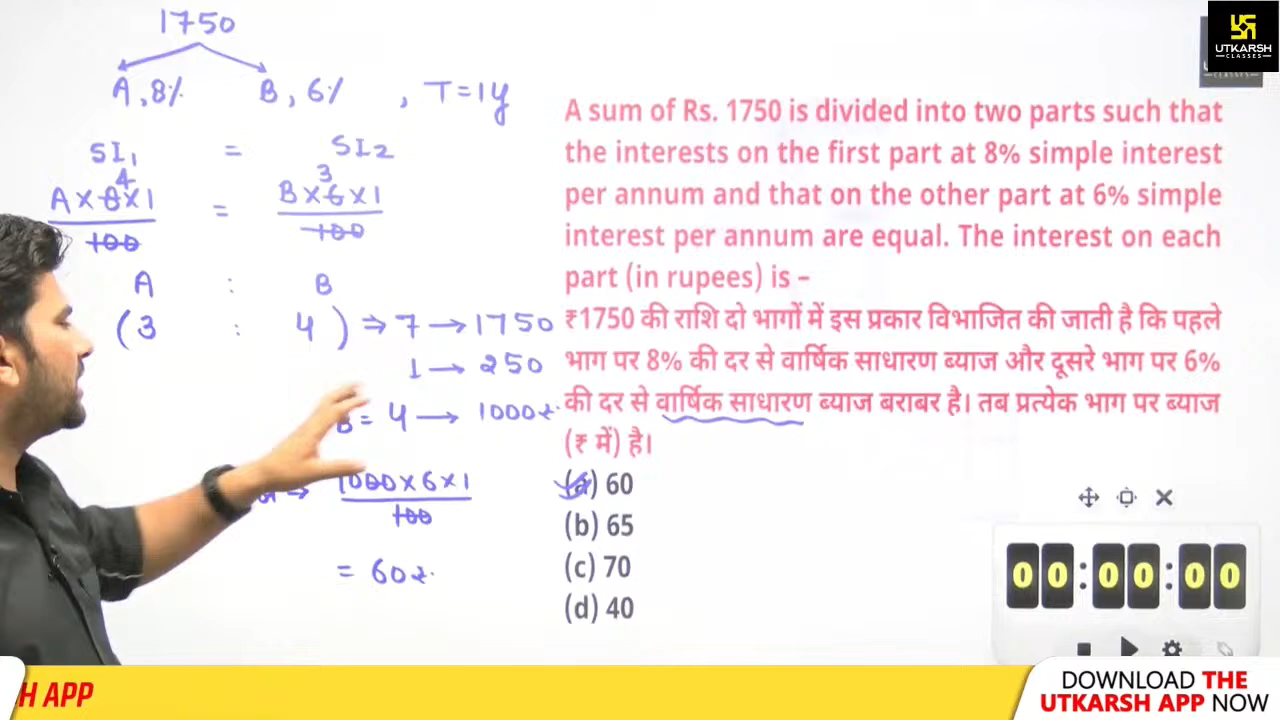 1750
A, 8% B, 6% , T = 1y
SI₁ = SI₂
4 3
A × 8 × 1 = B × 6 × 1
100 100
A : B
(3 : 4) ⇒ 7 → 1750
1 → 250
B = 4 → 1000₹.
→ 1000 × 6 × 1
100
= 60₹.
UTKARSH
CLASSES
A sum of Rs. 1750 is divided into two parts such that
the interests on the first part at 8% simple interest
per annum and that on the other part at 6% simple
interest per annum are equal. The interest on each
part (in rupees) is –
₹1750 की राशि दो भागों में इस प्रकार विभाजित की जाती है कि पहले
भाग पर 8% की दर से वार्षिक साधारण ब्याज और दूसरे भाग पर 6%
की दर से वार्षिक साधारण ब्याज बराबर है। तब प्रत्येक भाग पर ब्याज
(₹ में) है।
(a) 60
(b) 65
(c) 70
(d) 40
00:00:00
H APP
DOWNLOAD THE
UTKARSH APP NOW